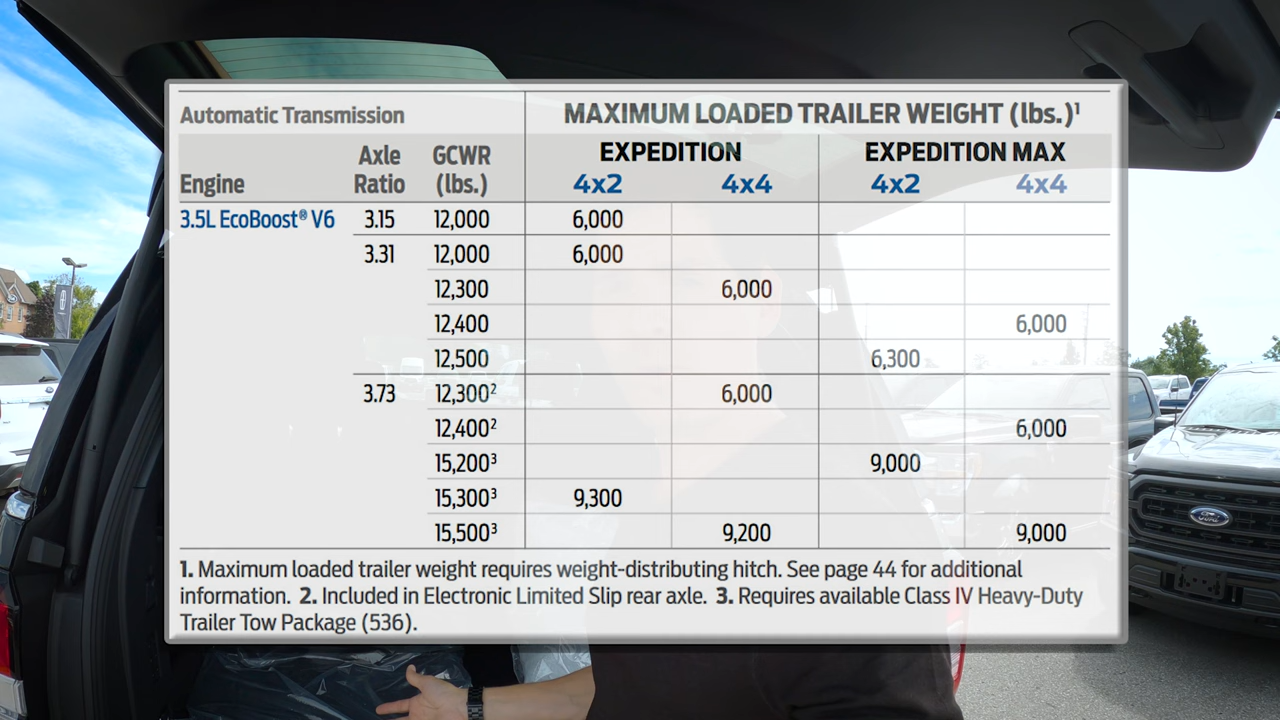 Automatic Transmission MAXIMUM LOADED TRAILER WEIGHT (lbs.)¹
Engine Axle Ratio GCWR (lbs.) EXPEDITION EXPEDITION MAX
4x2 4x4 4x2 4x4
3.5L EcoBoost® V6 3.15 12,000 6,000
3.31 12,000 6,000
12,300 6,000
12,400 6,000
12,500 6,300
3.73 12,300² 6,000
12,400² 6,000
15,200³ 9,000
15,300³ 9,300
15,500³ 9,200 9,000
1. Maximum loaded trailer weight requires weight-distributing hitch. See page 44 for additional
information. 2. Included in Electronic Limited Slip rear axle. 3. Requires available Class IV Heavy-Duty
Trailer Tow Package (536).
Ford